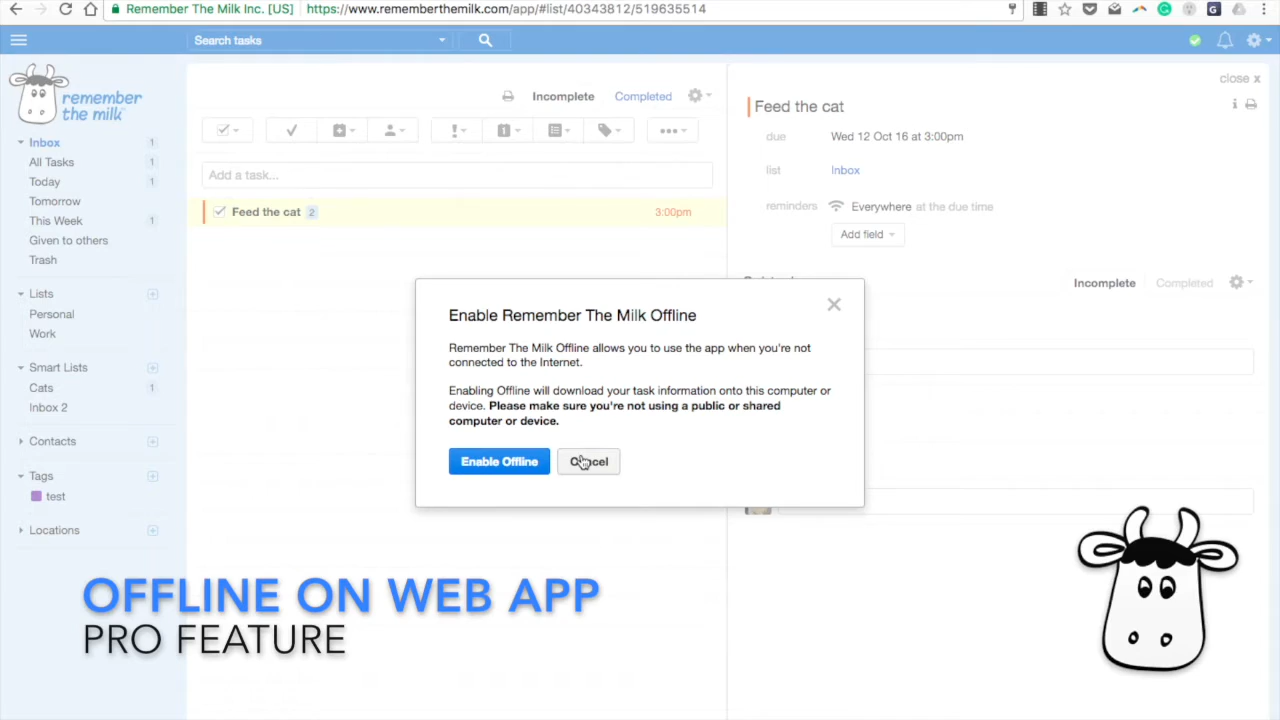 Remember The Milk Inc. [US]
https://www.rememberthemilk.com/app/#list/40343812/519635514
Search tasks
remember
the milk
Inbox 1
All Tasks 1
Today 1
Tomorrow
This Week 1
Given to others
Trash
Lists
Personal
Work
Smart Lists
Cats 1
Inbox 2
Contacts
Tags
test
Locations
Incomplete Completed
Add a task...
Feed the cat 2 3:00pm
close x
Feed the cat
due Wed 12 Oct 16 at 3:00pm
list Inbox
reminders Everywhere at the due time
Add field
Incomplete Completed
Enable Remember The Milk Offline
Remember The Milk Offline allows you to use the app when you're not
connected to the Internet.
Enabling Offline will download your task information onto this computer or
device. Please make sure you're not using a public or shared
computer or device.
Enable Offline Cancel
OFFLINE ON WEB APP
PRO FEATURE